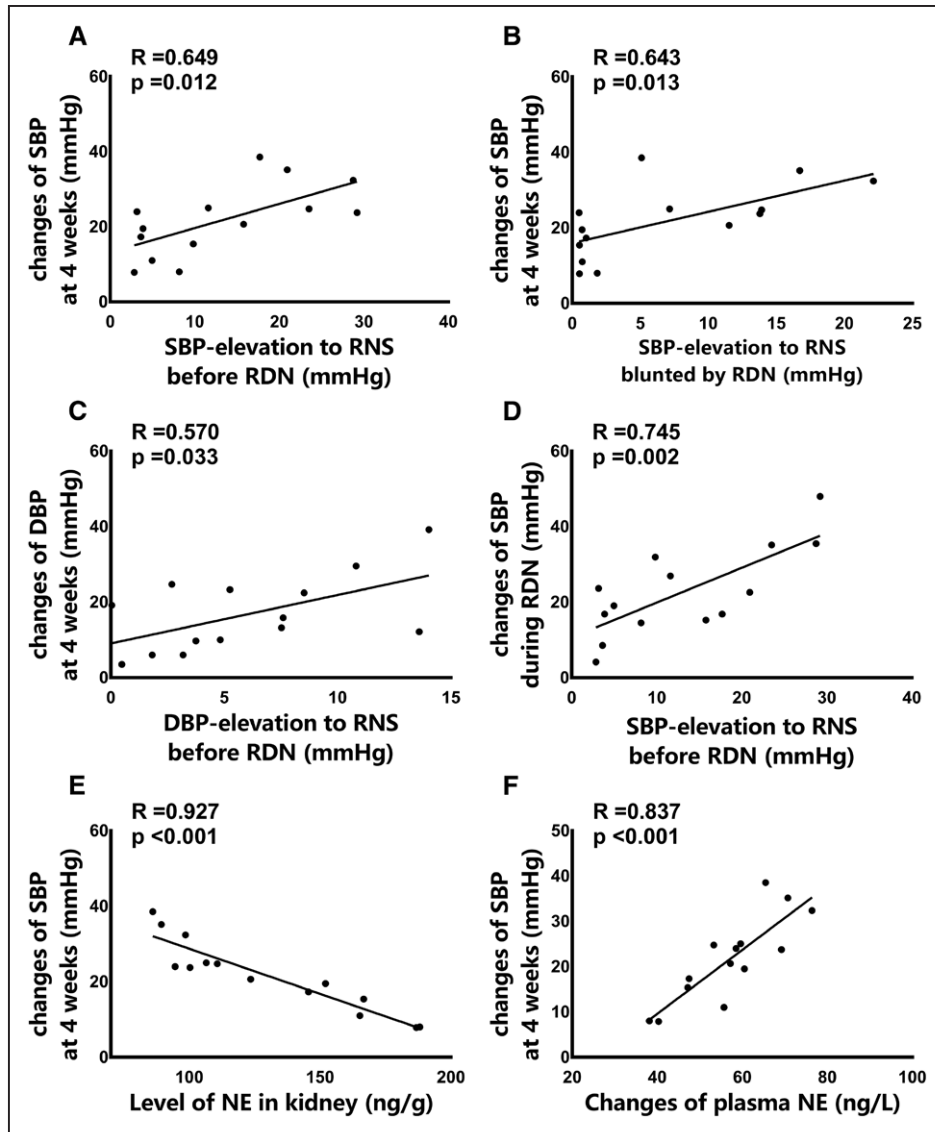 A
R =0.649
p =0.012
changes of SBP
at 4 weeks (mmHg)
60
40
20
0
0 10 20 30 40
SBP-elevation to RNS
before RDN (mmHg)
B
R =0.643
p =0.013
changes of SBP
at 4 weeks (mmHg)
60
40
20
0
0 5 10 15 20 25
SBP-elevation to RNS
blunted by RDN (mmHg)
C
R =0.570
p =0.033
changes of DBP
at 4 weeks (mmHg)
60
40
20
0
0 5 10 15
DBP-elevation to RNS
before RDN (mmHg)
D
R =0.745
p =0.002
changes of SBP
during RDN (mmHg)
60
40
20
0
0 10 20 30 40
SBP-elevation to RNS
before RDN (mmHg)
E
R =0.927
p <0.001
changes of SBP
at 4 weeks (mmHg)
60
40
20
0
100 150 200
Level of NE in kidney (ng/g)
F
R =0.837
p <0.001
changes of SBP
at 4 weeks (mmHg)
50
40
30
20
10
0
20 40 60 80 100
Changes of plasma NE (ng/L)